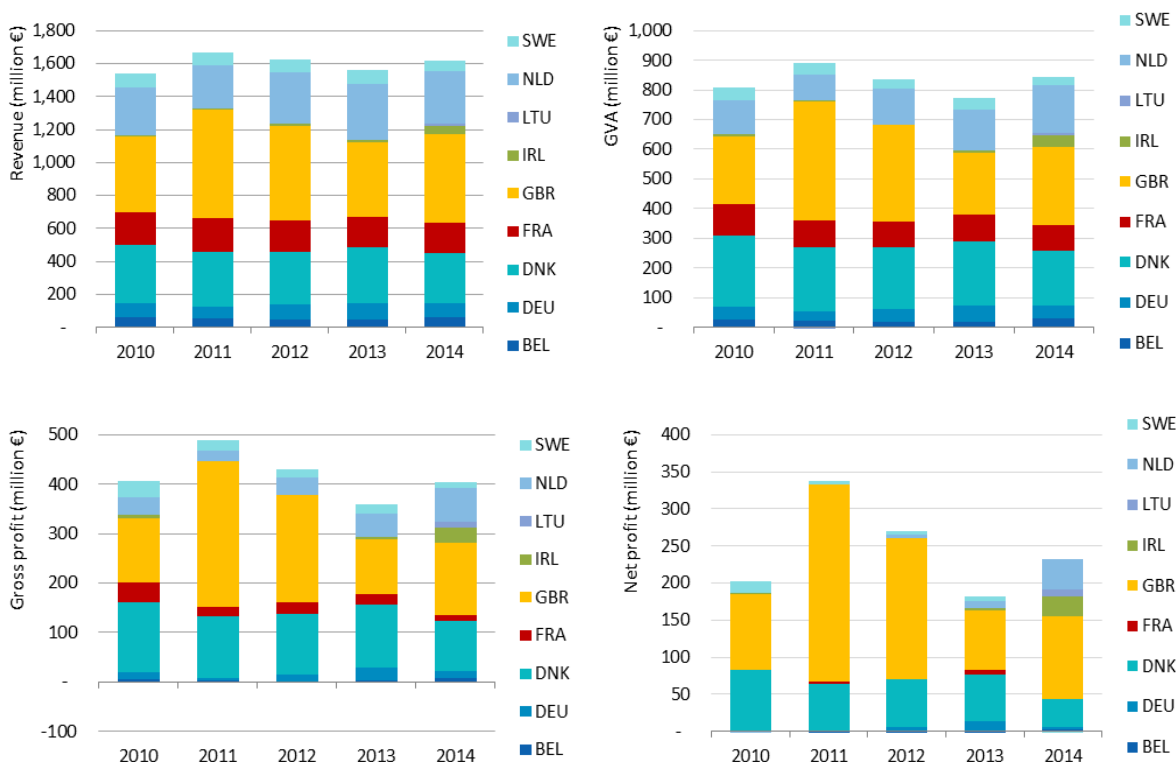 Revenue (million €)
1,800
1,600
1,400
1,200
1,000
800
600
400
200
-
2010 2011 2012 2013 2014
SWE
NLD
LTU
IRL
GBR
FRA
DNK
DEU
BEL
GVA (million €)
1,000
900
800
700
600
500
400
300
200
100
-
2010 2011 2012 2013 2014
SWE
NLD
LTU
IRL
GBR
FRA
DNK
DEU
BEL
Gross profit (million €)
500
400
300
200
100
-
-100
2010 2011 2012 2013 2014
SWE
NLD
LTU
IRL
GBR
FRA
DNK
DEU
BEL
Net profit (million €)
400
350
300
250
200
150
100
50
-
2010 2011 2012 2013 2014
SWE
NLD
LTU
IRL
GBR
FRA
DNK
DEU
BEL